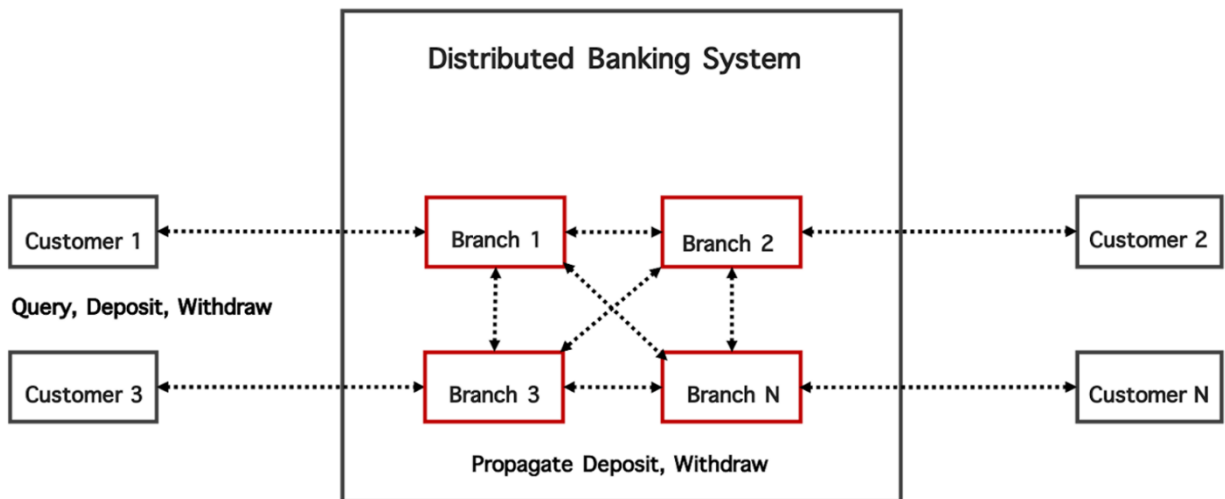 Distributed Banking System
Customer 1
Branch 1
Branch 2
Customer 2
Query, Deposit, Withdraw
Customer 3
Branch 3
Branch N
Customer N
Propagate Deposit, Withdraw